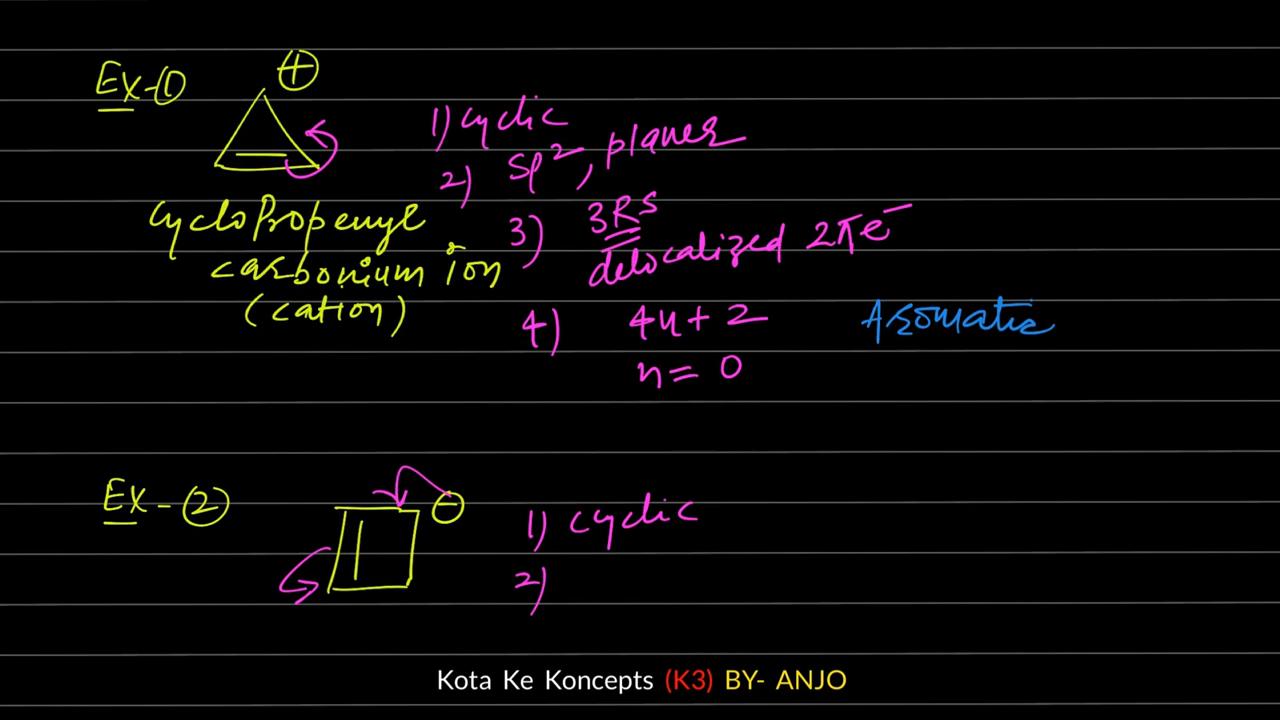 Ex-①
⊕
1) cyclic
2) sp², planer
cycloPropenyl
carbonium ion
(cation)
3) 3RS
delocalized 2πe⁻
4) 4n+2
n=0
Aromatic
Ex-②
⊖
1) cyclic
2)
Kota Ke Koncepts (K3) BY- ANJO